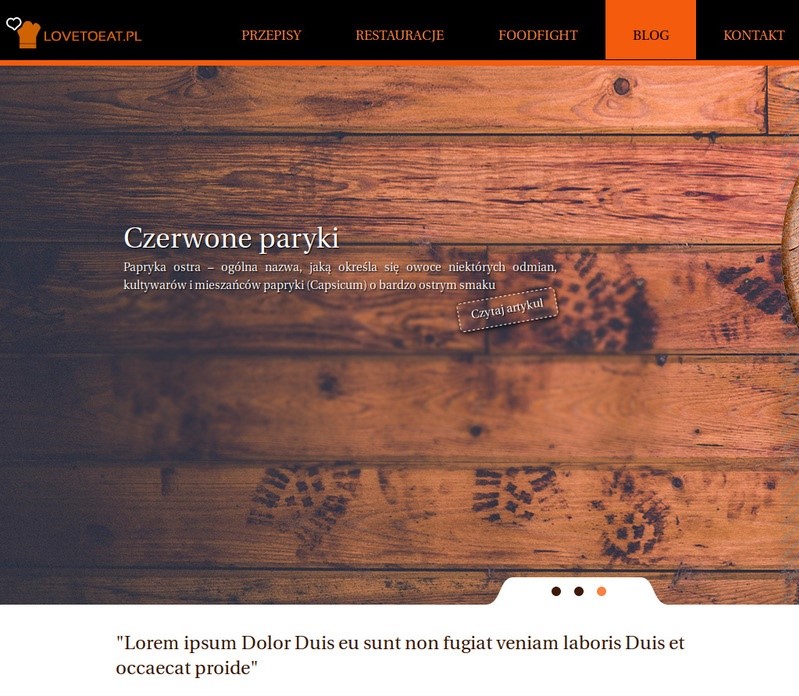 LOVETOEAT.PL
PRZEPISY
RESTAURACJE
FOODFIGHT
BLOG
KONTAKT
Czerwone paryki
Papryka ostra – ogólna nazwa, jaką określa się owoce niektórych odmian,
kultywarów i mieszańców papryki (Capsicum) o bardzo ostrym smaku
Czytaj artykul
"Lorem ipsum Dolor Duis eu sunt non fugiat veniam laboris Duis et
occaecat proide"